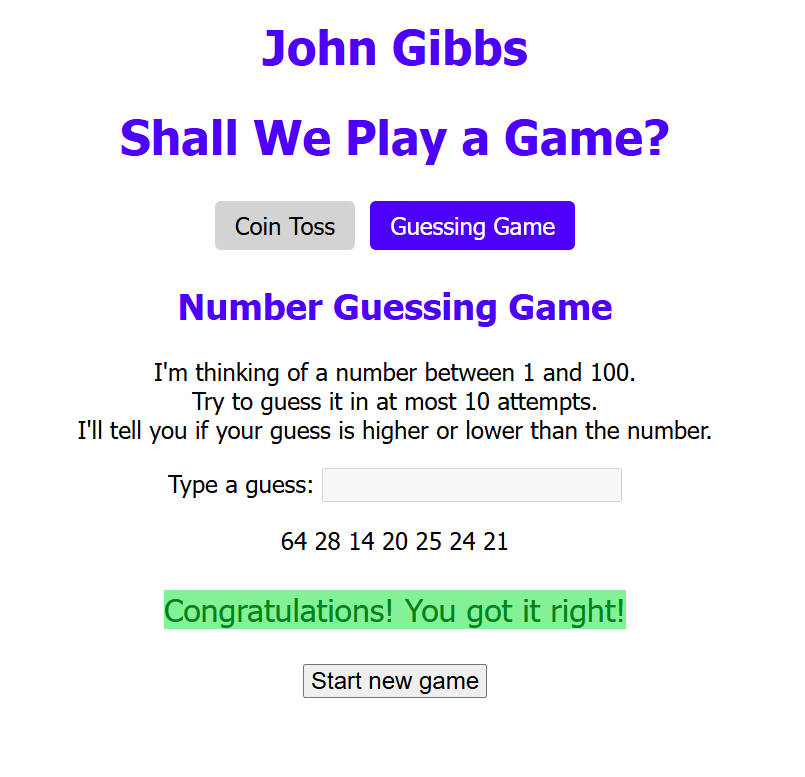 John Gibbs
Shall We Play a Game?
Coin Toss Guessing Game
Number Guessing Game
I'm thinking of a number between 1 and 100.
Try to guess it in at most 10 attempts.
I'll tell you if your guess is higher or lower than the number.
Type a guess:
64 28 14 20 25 24 21
Congratulations! You got it right!
Start new game